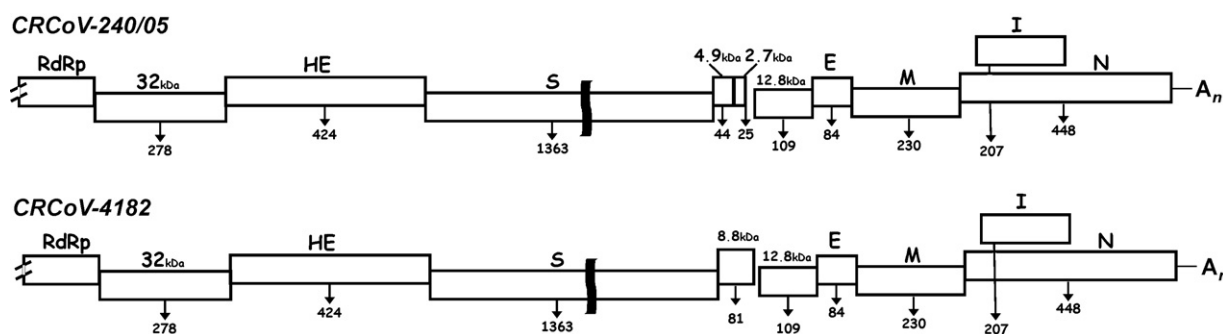 CRCoV-240/05
I
RdRp 32kDa HE S 4.9kDa 2.7kDa 12.8kDa E M N An
278 424 1363 44 25 109 84 230 207 448
CRCoV-4182
I
RdRp 32kDa HE S 8.8kDa 12.8kDa E M N A
278 424 1363 81 109 84 230 207 448